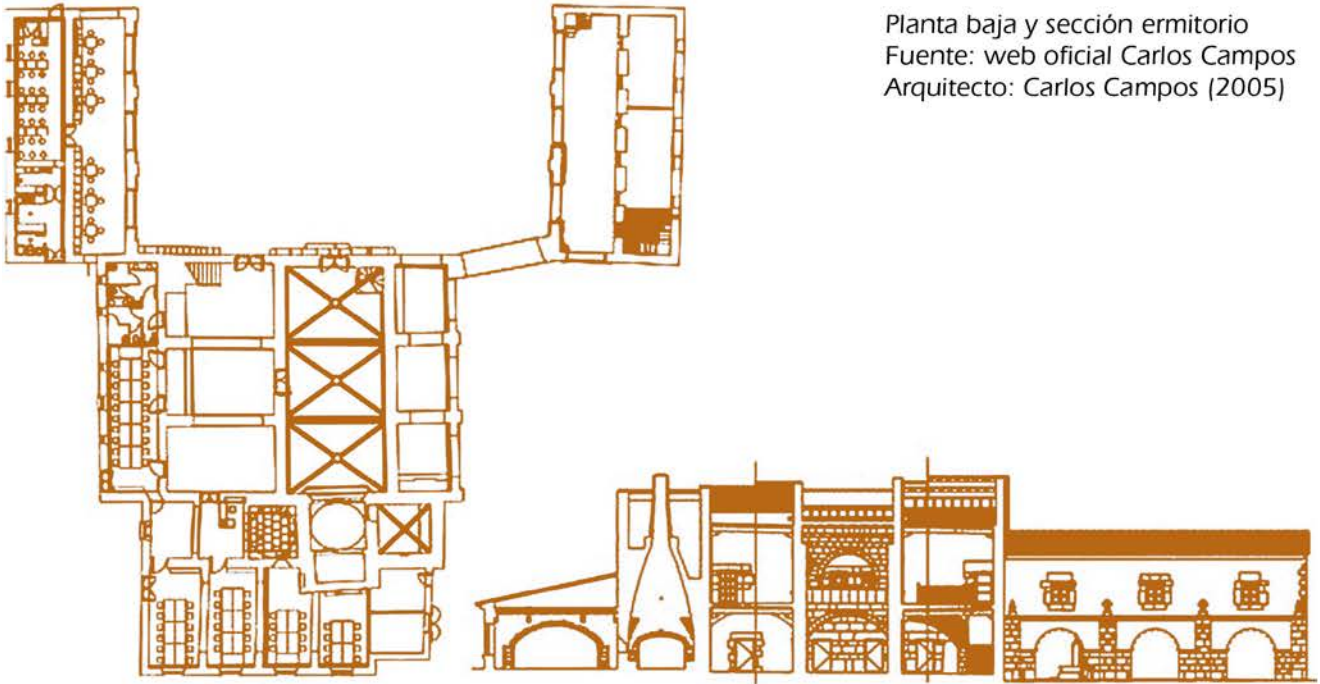 Planta baja y sección ermitorio
Fuente: web oficial Carlos Campos
Arquitecto: Carlos Campos (2005)